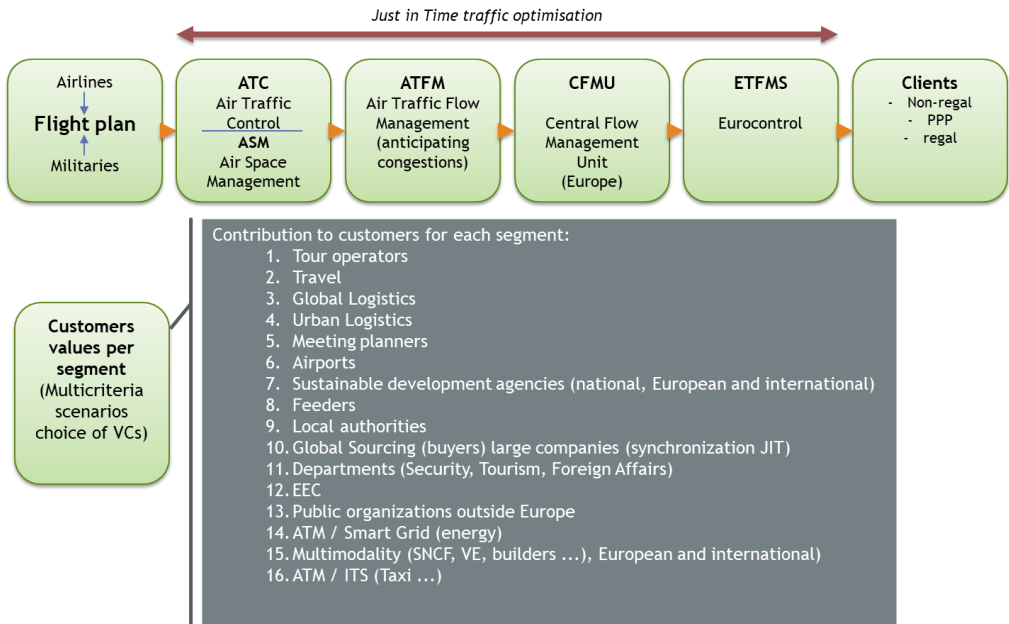 Just in Time traffic optimisation
Airlines
Flight plan
Militaries
ATC
Air Traffic
Control
ASM
Air Space
Management
ATFM
Air Traffic Flow
Management
(anticipating
congestions)
CFMU
Central Flow
Management
Unit
(Europe)
ETFMS
Eurocontrol
Clients
- Non-regal
- PPP
- regal
Customers
values per
segment
(Multicriteria
scenarios
choice of VCs)
Contribution to customers for each segment:
1. Tour operators
2. Travel
3. Global Logistics
4. Urban Logistics
5. Meeting planners
6. Airports
7. Sustainable development agencies (national, European and international)
8. Feeders
9. Local authorities
10. Global Sourcing (buyers) large companies (synchronization JIT)
11. Departments (Security, Tourism, Foreign Affairs)
12. EEC
13. Public organizations outside Europe
14. ATM / Smart Grid (energy)
15. Multimodality (SNCF, VE, builders ...), European and international)
16. ATM / ITS (Taxi ...)